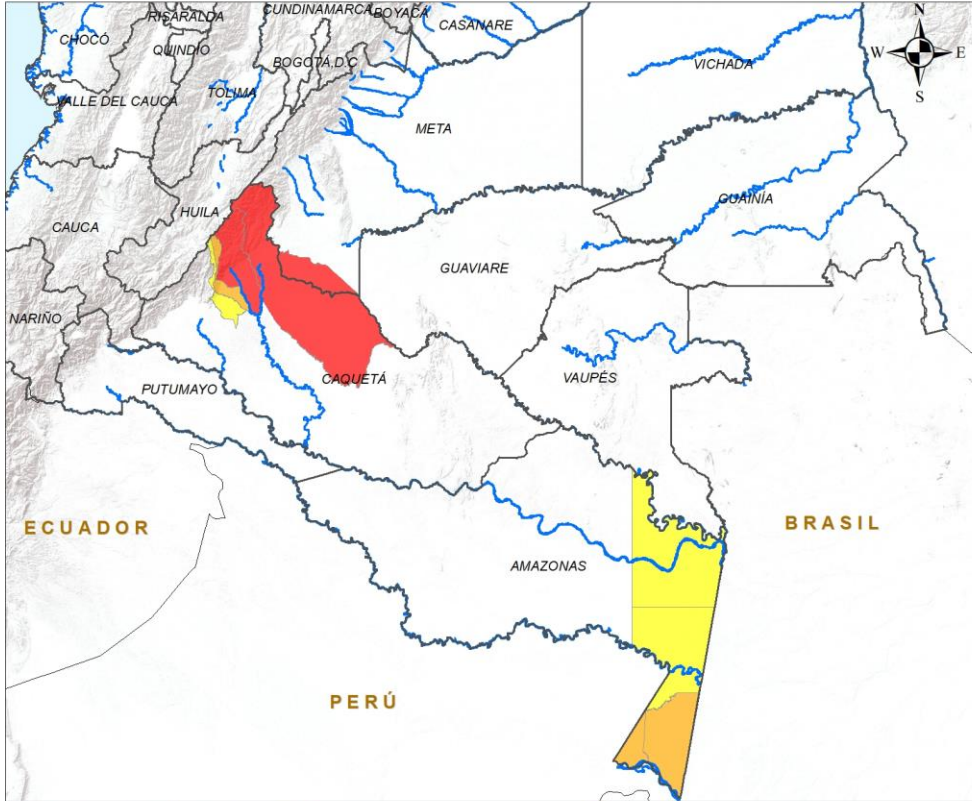 CUNDINAMARCA
BOYACÁ
RISARALDA
CASANARE
N
CHOCÓ
QUINDÍO
BOGOTÁ,D.C
W
E
VICHADA
S
VALLE DEL CAUCA
TOLIMA
META
HUILA
GUAINÍA
CAUCA
GUAVIARE
NARIÑO
CAQUETÁ
VAUPÉS
PUTUMAYO
ECUADOR
BRASIL
AMAZONAS
PERÚ